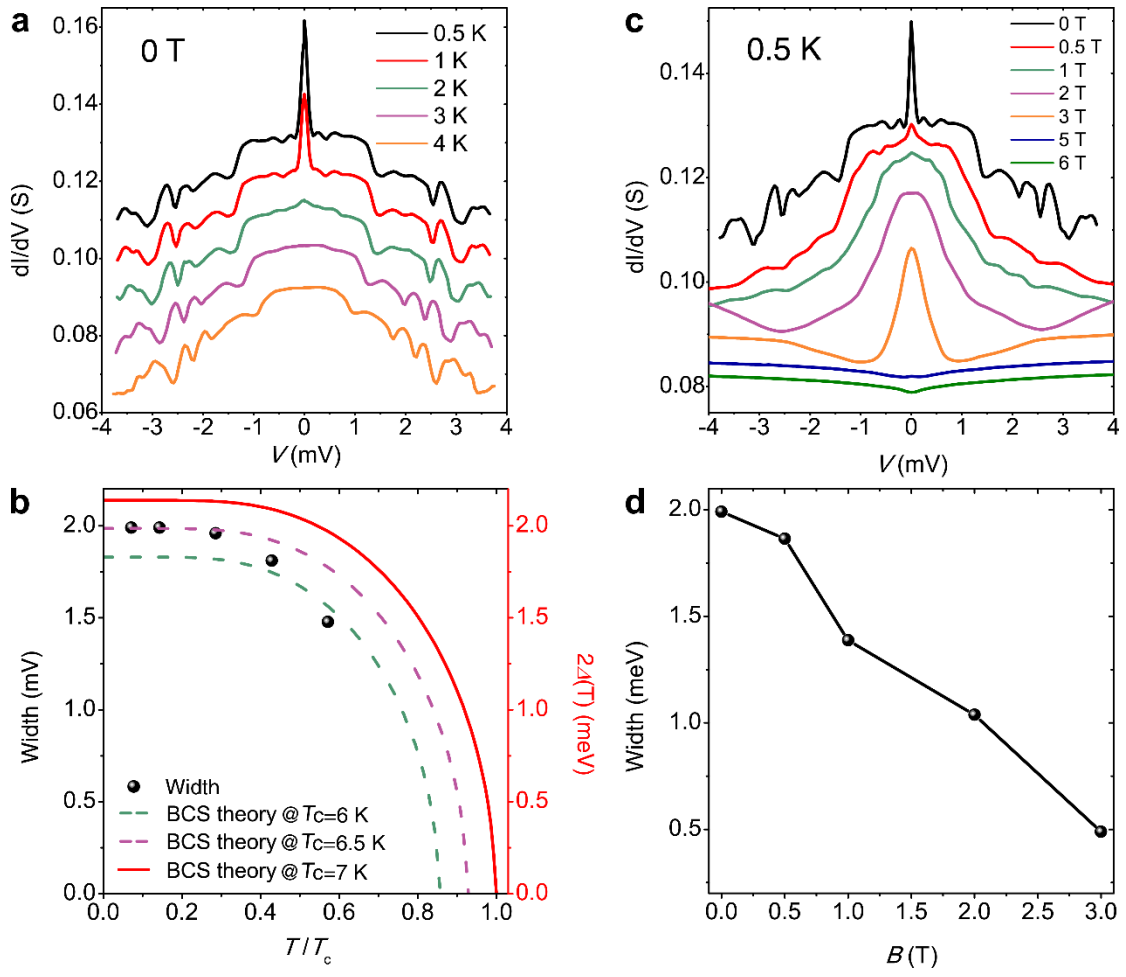 a
0 T
0.5 K
1 K
2 K
3 K
4 K
0.16
0.14
0.12
0.10
0.08
0.06
dI/dV (S)
-4 -3 -2 -1 0 1 2 3 4
V (mV)
c
0.5 K
0 T
0.5 T
1 T
2 T
3 T
5 T
6 T
0.15
0.12
0.10
0.08
dI/dV (S)
-4 -3 -2 -1 0 1 2 3 4
V (mV)
b
2.0
1.5
1.0
0.5
0.0
Width (mV)
Width
BCS theory @ Tc=6 K
BCS theory @ Tc=6.5 K
BCS theory @ Tc=7 K
2.0
1.5
1.0
0.5
0.0
2Δ(T) (meV)
0.0 0.2 0.4 0.6 0.8 1.0
T/Tc
d
2.0
1.5
1.0
0.5
Width (meV)
0.0 0.5 1.0 1.5 2.0 2.5 3.0
B (T)